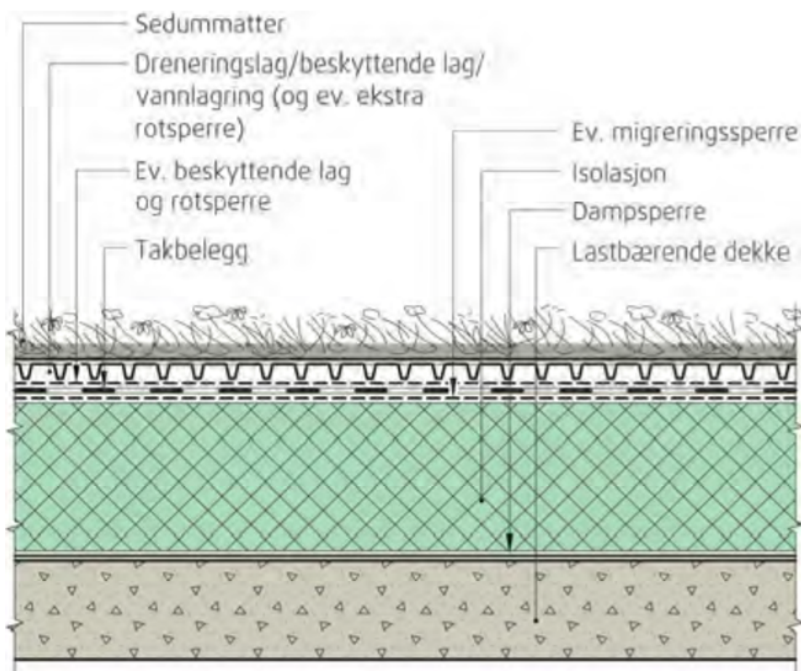 Sedummatter
Dreneringslag/beskyttende lag/
vannlagring (og ev. ekstra
rotsperre)
Ev. beskyttende lag
og rotsperre
Takbelegg
Ev. migreringssperre
Isolasjon
Dampsperre
Lastbærende dekke